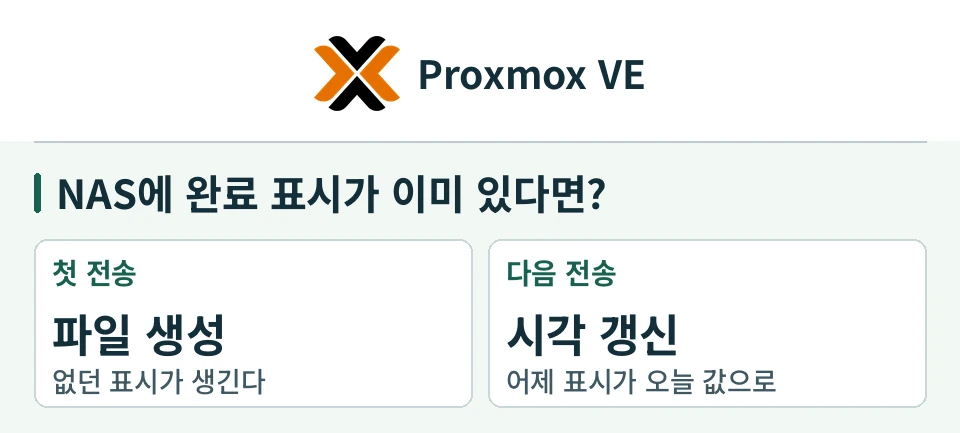 Proxmox VE
NAS에 완료 표시가 이미 있다면?
첫 전송
파일 생성
없던 표시가 생긴다
다음 전송
시각 갱신
어제 표시가 오늘 값으로